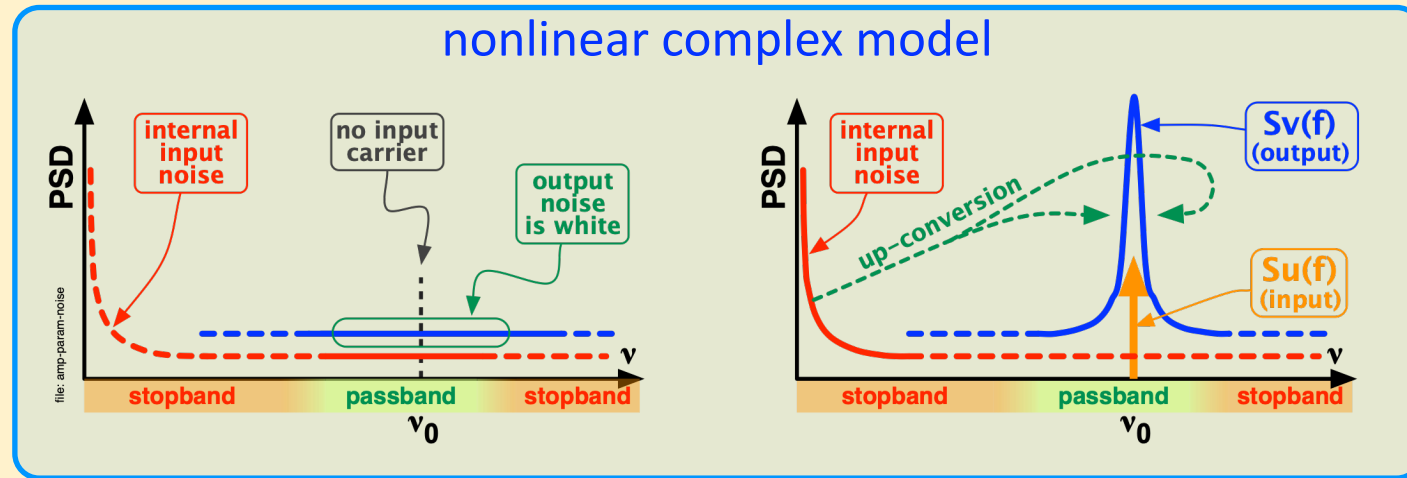 nonlinear complex model
PSD
internal
input
noise
no input
carrier
output
noise
is white
ν
stopband
passband
stopband
ν0
file: amp-param-noise
PSD
internal
input
noise
up-conversion
Sv(f)
(output)
Su(f)
(input)
ν
stopband
passband
stopband
ν0